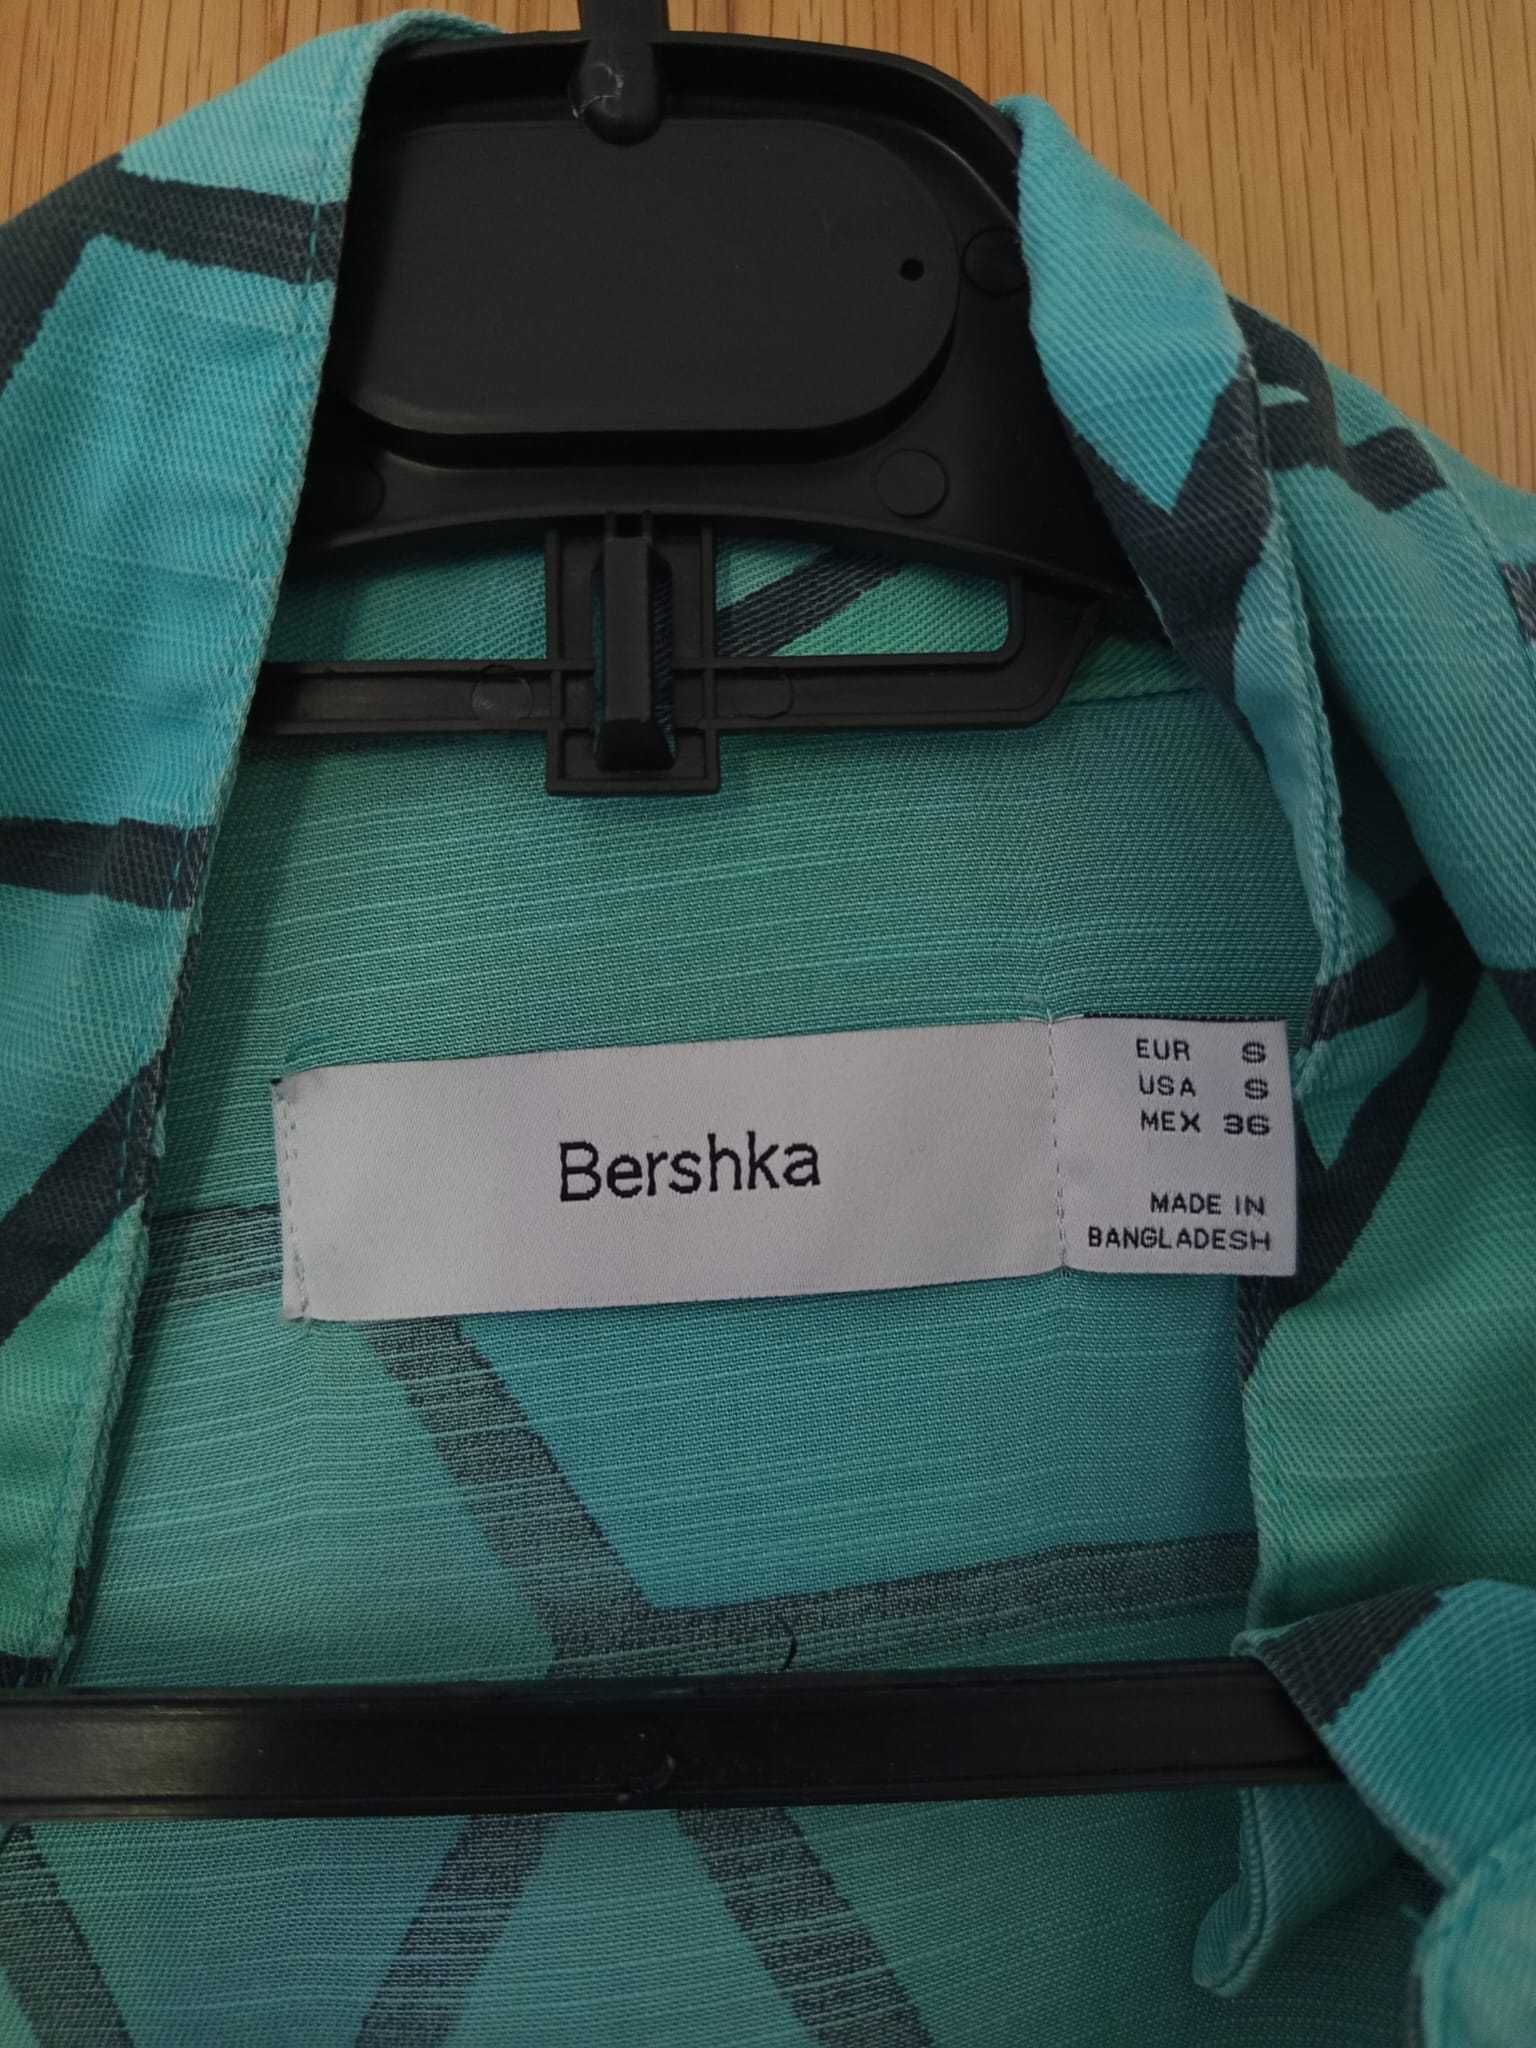 Bershka
EUR S
USA S
MEX 36
MADE IN
BANGLADESH